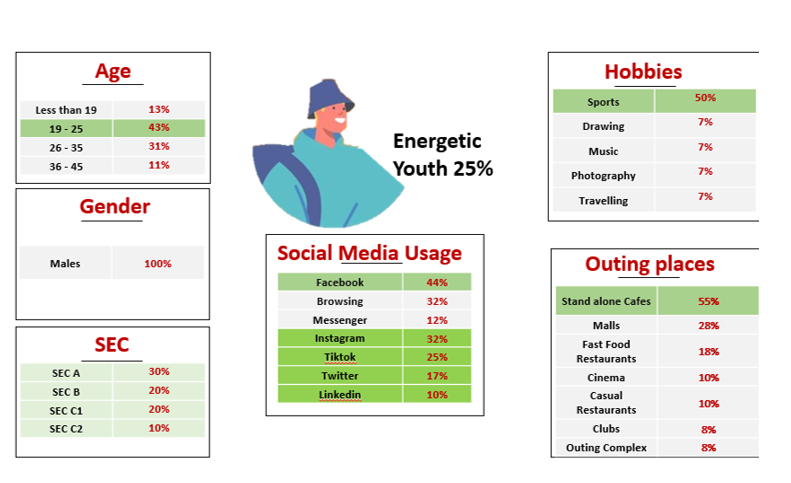 Age
Less than 19 13%
19 - 25 43%
26 - 35 31%
36 - 45 11%
Gender
Males 100%
SEC
SEC A 30%
SEC B 20%
SEC C1 20%
SEC C2 10%
Energetic
Youth 25%
Social Media Usage
Facebook 44%
Browsing 32%
Messenger 12%
Instagram 32%
Tiktok 25%
Twitter 17%
Linkedin 10%
Hobbies
Sports 50%
Drawing 7%
Music 7%
Photography 7%
Travelling 7%
Outing places
Stand alone Cafes 55%
Malls 28%
Fast Food
Restaurants 18%
Cinema 10%
Casual
Restaurants 10%
Clubs 8%
Outing Complex 8%